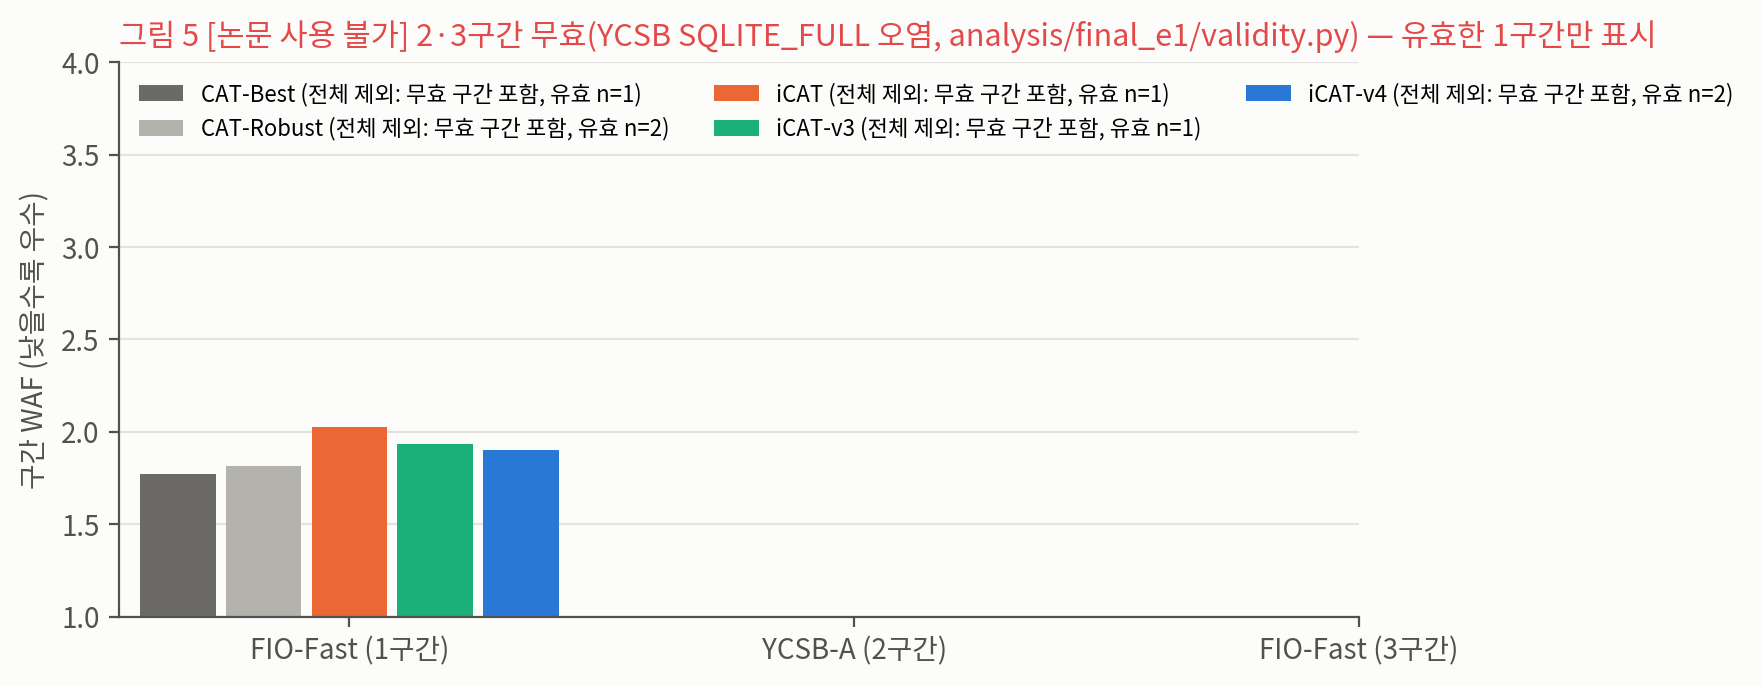 그림 5 [논문 사용 불가] 2·3구간 무효(YCSB SQLITE_FULL 오염, analysis/final_e1/validity.py) — 유효한 1구간만 표시
CAT-Best (전체 제외: 무효 구간 포함, 유효 n=1)
CAT-Robust (전체 제외: 무효 구간 포함, 유효 n=2)
iCAT (전체 제외: 무효 구간 포함, 유효 n=1)
iCAT-v3 (전체 제외: 무효 구간 포함, 유효 n=1)
iCAT-v4 (전체 제외: 무효 구간 포함, 유효 n=2)
구간 WAF (낮을수록 우수)
4.0
3.5
3.0
2.5
2.0
1.5
1.0
FIO-Fast (1구간)
YCSB-A (2구간)
FIO-Fast (3구간)